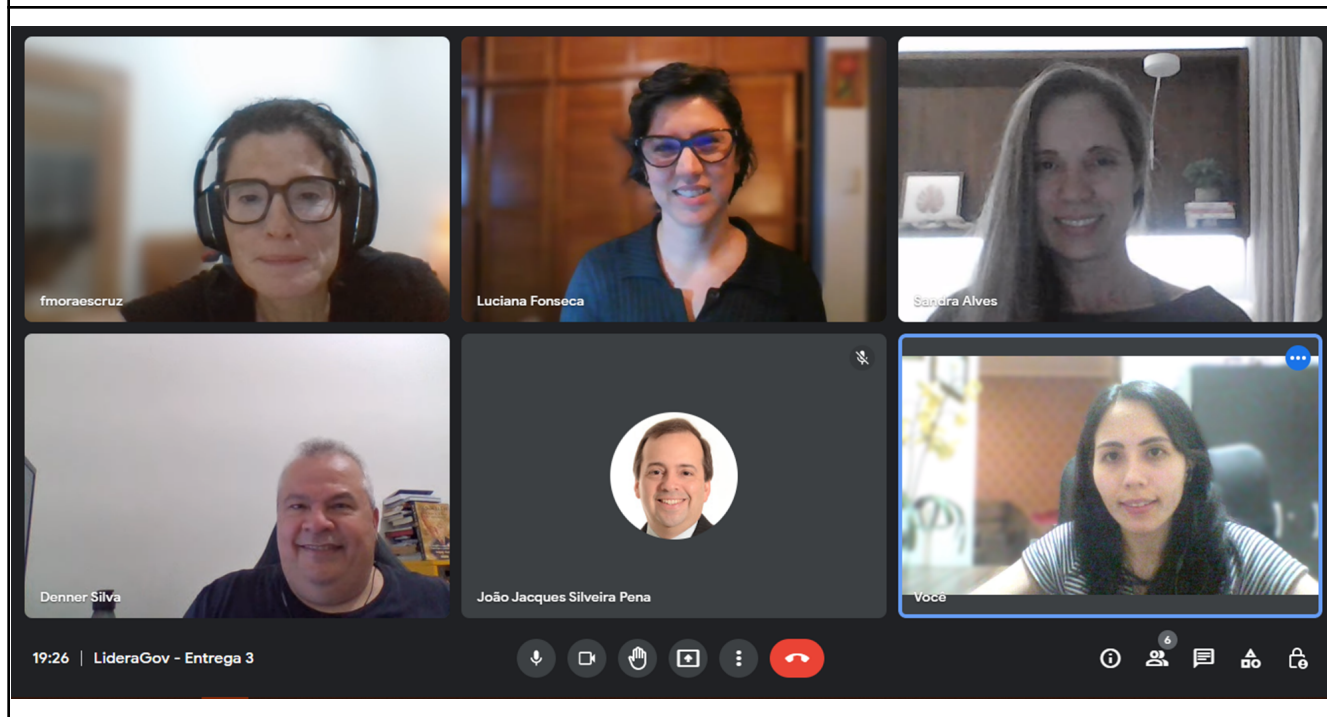 fmoraescruz
Luciana Fonseca
Sandra Alves
Denner Silva
João Jacques Silveira Pena
Você
19:26 | LideraGov - Entrega 3
6